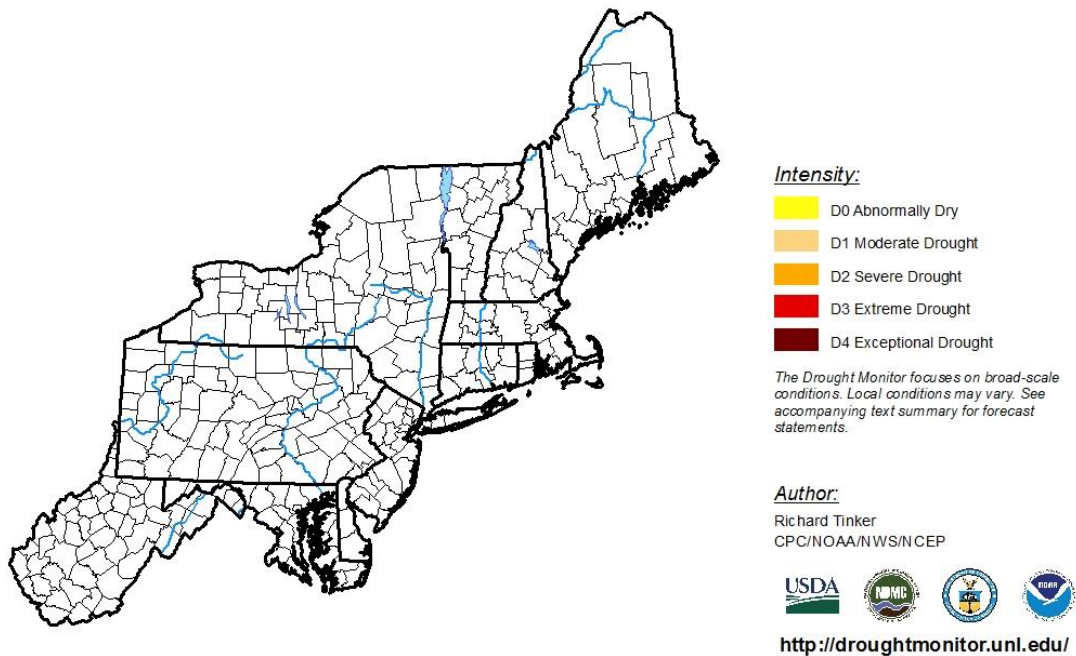 Intensity:
D0 Abnormally Dry
D1 Moderate Drought
D2 Severe Drought
D3 Extreme Drought
D4 Exceptional Drought
The Drought Monitor focuses on broad-scale
conditions. Local conditions may vary. See
accompanying text summary for forecast
statements.
Author:
Richard Tinker
CPC/NOAA/NWS/NCEP
USDA
NDMC
NOAA
http://droughtmonitor.unl.edu/